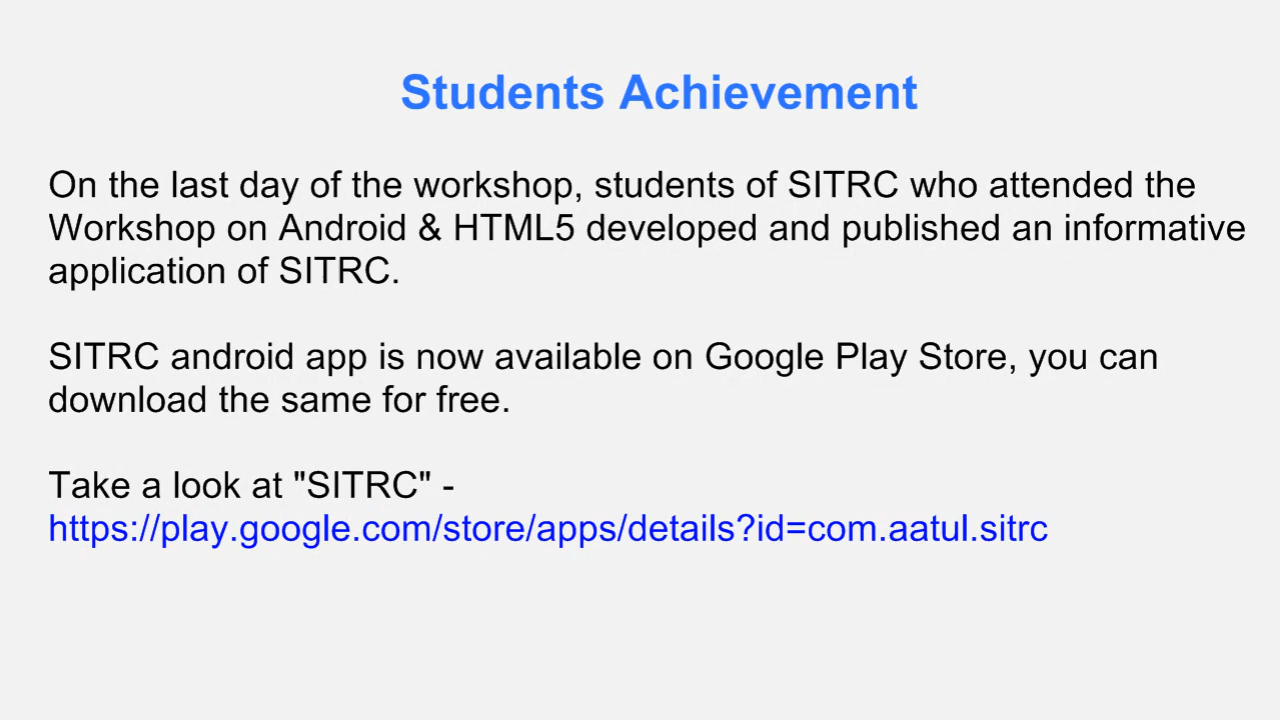 Students Achievement
On the last day of the workshop, students of SITRC who attended the
Workshop on Android & HTML5 developed and published an informative
application of SITRC.
SITRC android app is now available on Google Play Store, you can
download the same for free.
Take a look at "SITRC" -
https://play.google.com/store/apps/details?id=com.aatul.sitrc